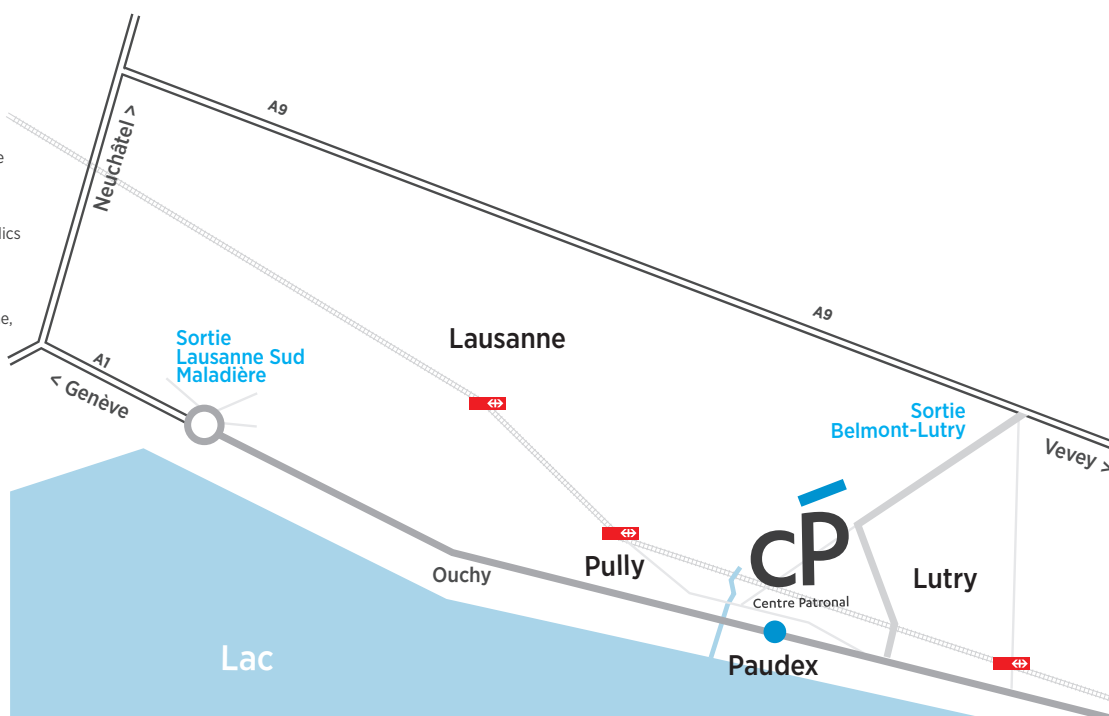 A9
Neuchâtel >
e
lics
e,
A9
Sortie
Lausanne Sud
Maladière
Lausanne
A1
< Genève
Sortie
Belmont-Lutry
Vevey >
cP
Centre Patronal
Pully
Ouchy
Lutry
Lac
Paudex